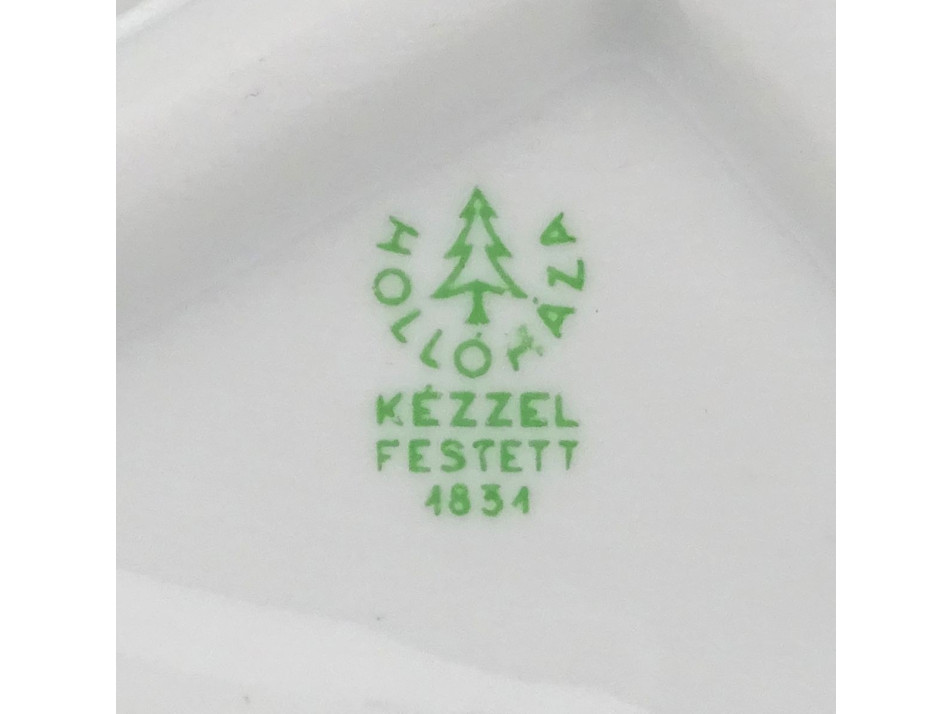 HOLLÓHÁZA
KÉZZEL
FESTETT
1831